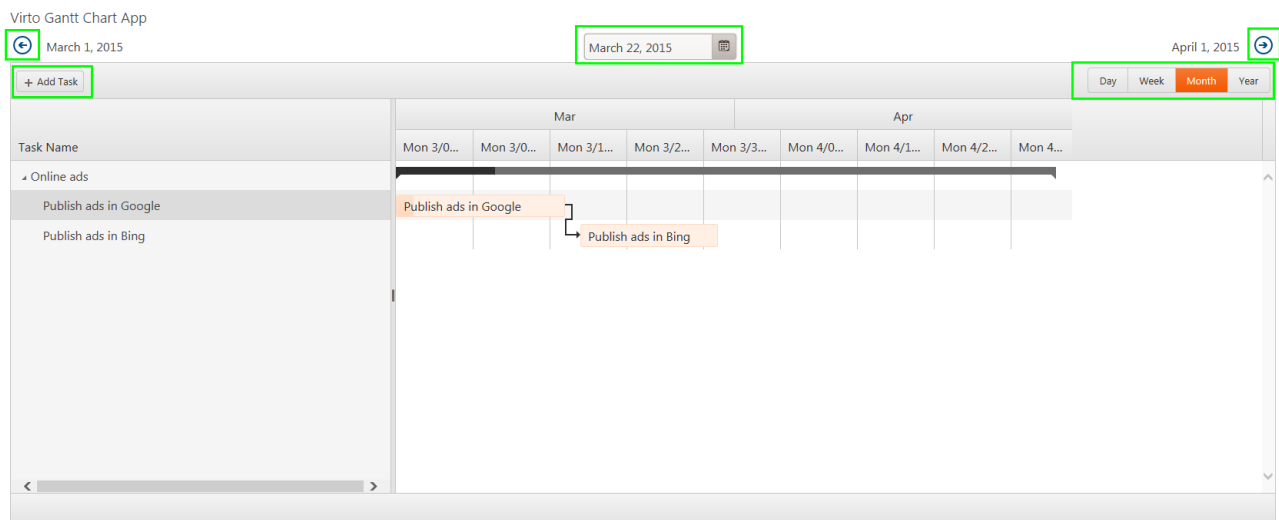 Virto Gantt Chart App
March 1, 2015 March 22, 2015 April 1, 2015
+ Add Task Day Week Month Year
Mar Apr
Task Name Mon 3/0... Mon 3/0... Mon 3/1... Mon 3/2... Mon 3/3... Mon 4/0... Mon 4/1... Mon 4/2... Mon 4...
Online ads
Publish ads in Google Publish ads in Google
Publish ads in Bing Publish ads in Bing